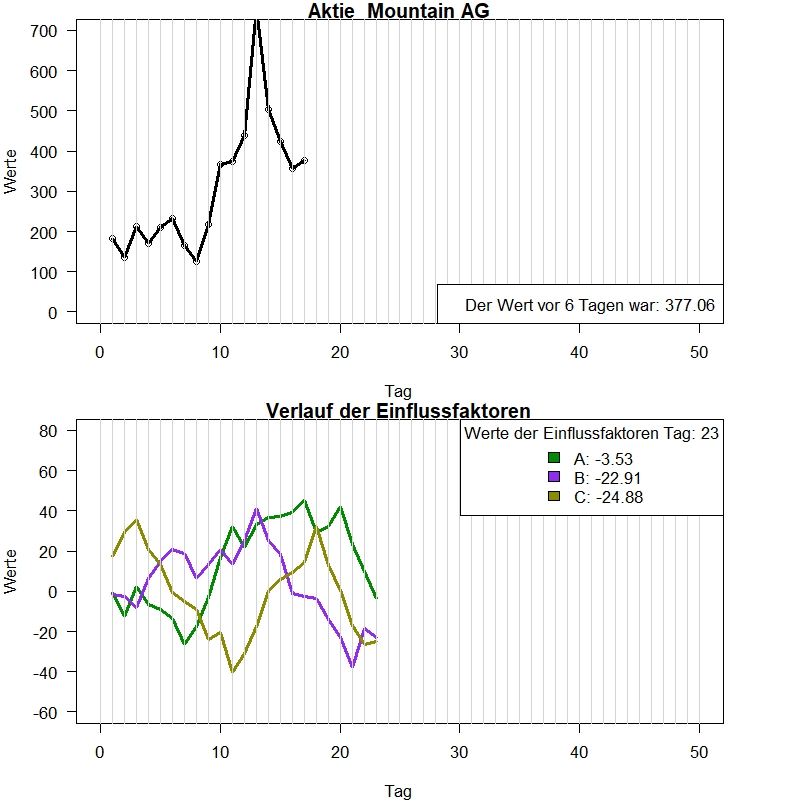 Aktie  Mountain AG
Werte
700
600
500
400
300
200
100
0
Der Wert vor 6 Tagen war: 377.06
0 10 20 30 40 50
Tag
Verlauf der Einflussfaktoren
Werte
80
60
40
20
0
-20
-40
-60
Werte der Einflussfaktoren Tag: 23
A: -3.53
B: -22.91
C: -24.88
0 10 20 30 40 50
Tag